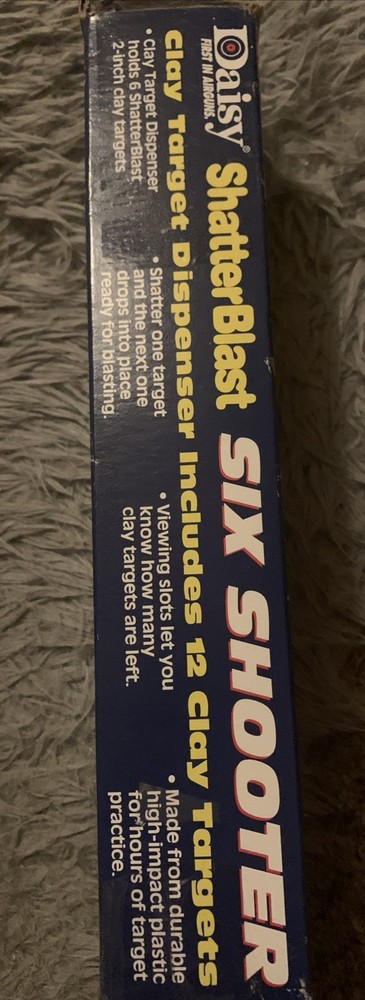 Daisy® ShatterBlast SIX SHOOTER
FIRST IN AIRGUNS.
Clay Target Dispenser Includes 12 Clay Targets
• Clay Target Dispenser
holds 6 ShatterBlast
2-inch clay targets
• Shatter one target
and the next one
drops into place
ready for blasting.
• Viewing slots let you
know how many
clay targets are left.
• Made from durable
high-impact plastic
for hours of target
practice.